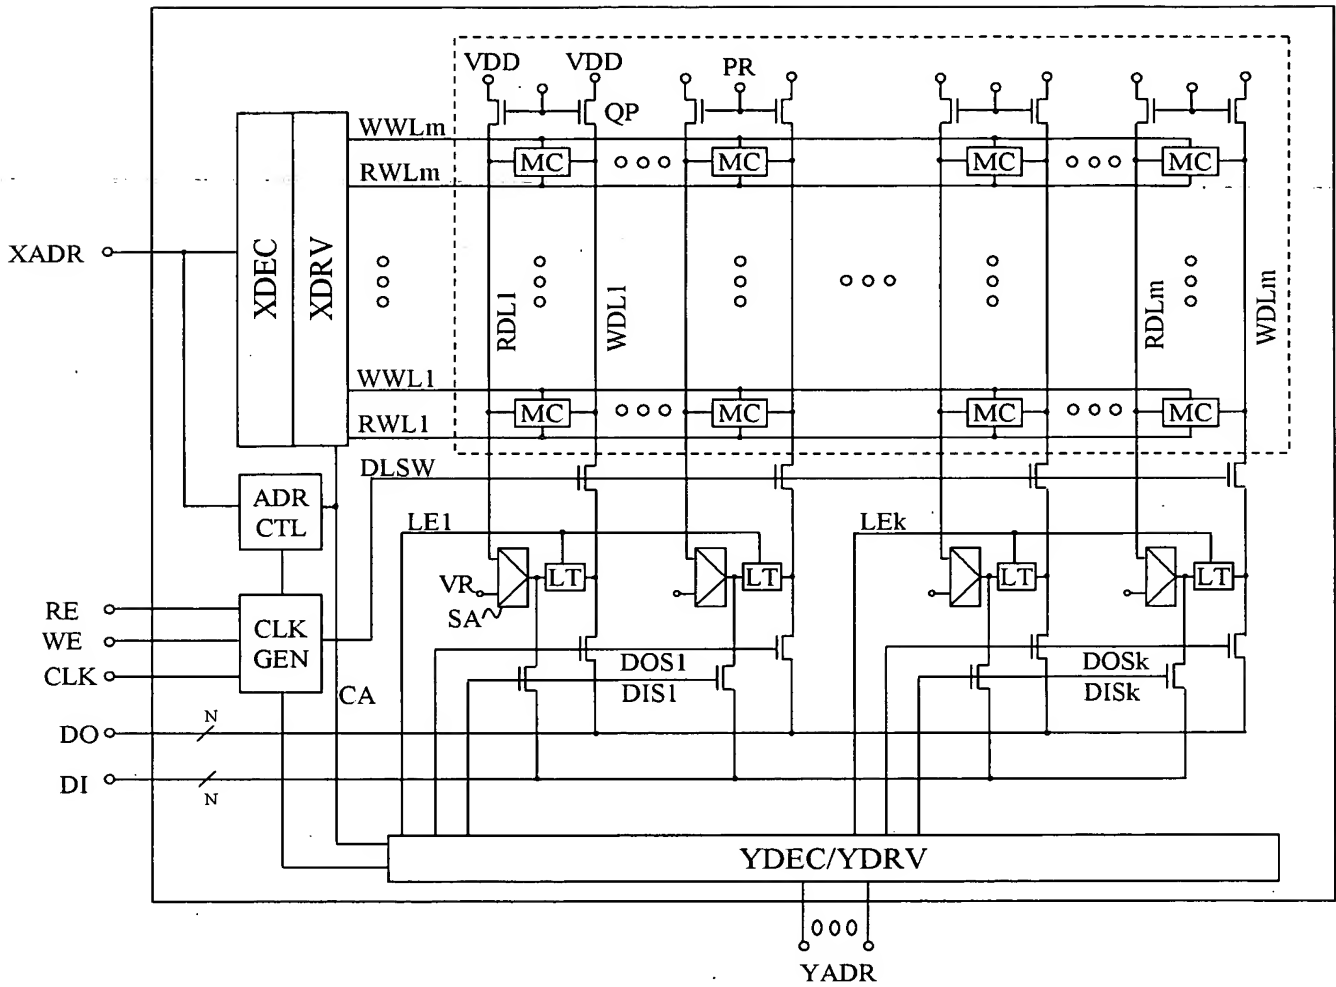 VDD VDD PR
QP
WWLm
MC MC MC MC
RWLm
XADR
XDEC
XDRV
RDL1
WDL1
RDLm
WDLm
WWL1
MC MC MC MC
RWL1
DLSW
ADR
CTL
LE1 LEk
VR LT LT LT LT
SA
RE
WE
CLK
CLK
GEN
DOS1 DOSk
DIS1 DISk
CA
N
DO
DI
N
YDEC/YDRV
YADR